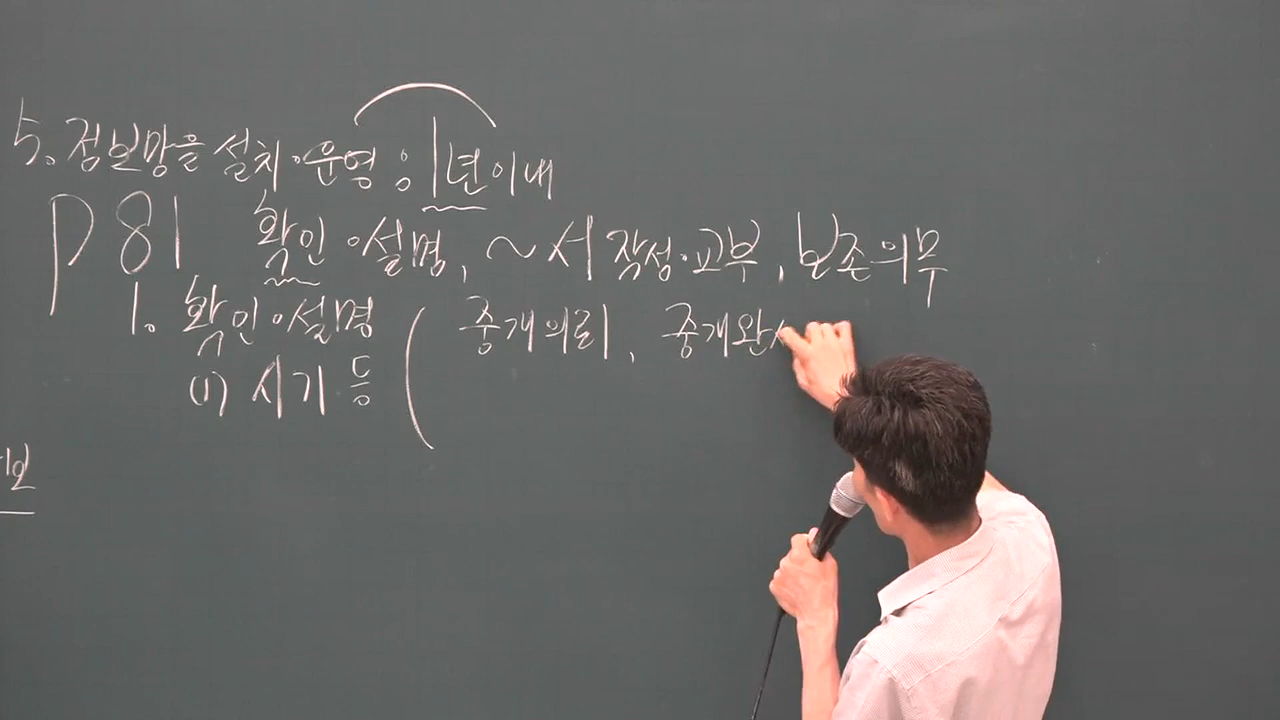 5. 정보망을 설치·운영 : 1년 이내
P 81 확인·설명, ~서 작성·교부, 보존의무
1. 확인·설명 ( 중개의뢰, 중개완
(1) 시기 등